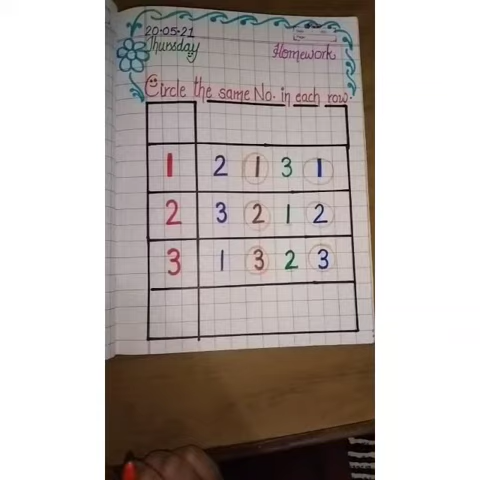 20-05-21
Thursday
Homework
Circle the same No. in each row.
1 2 1 3 1
2 3 2 1 2
3 1 3 2 3